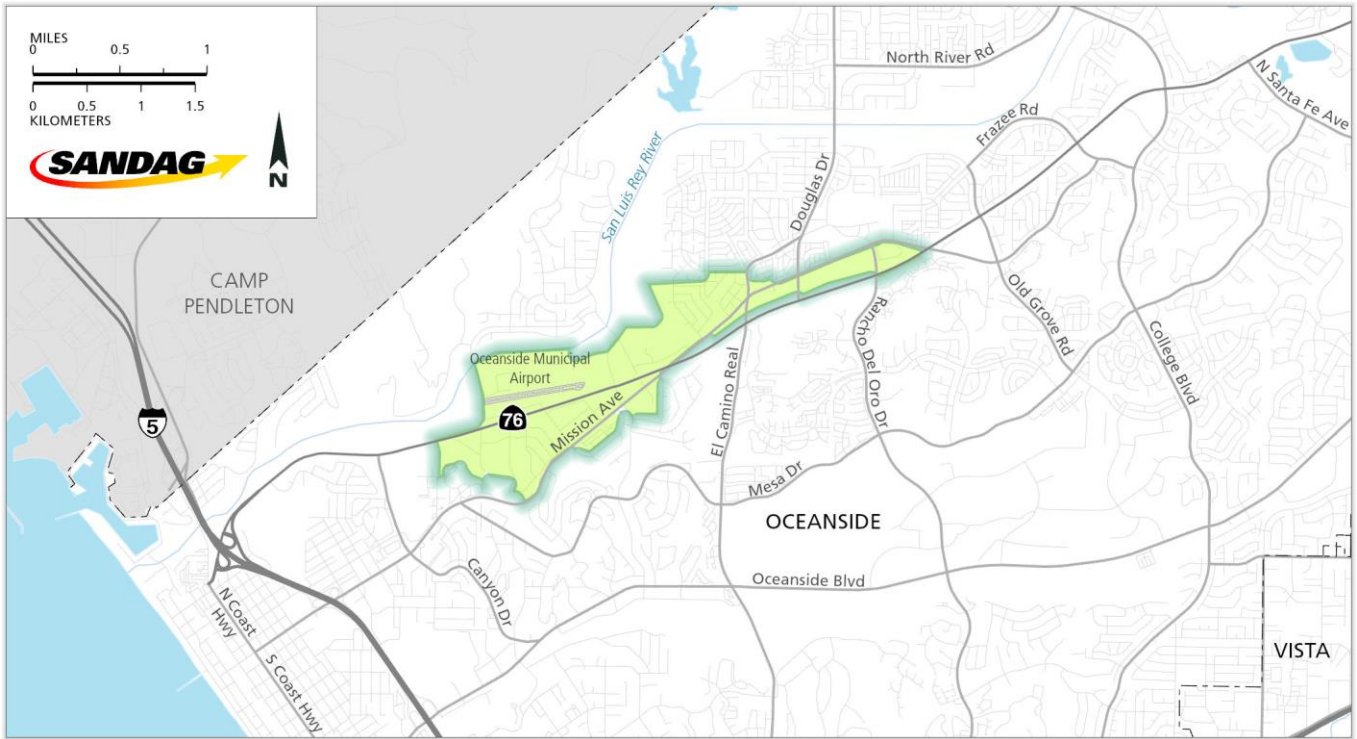 MILES
0 0.5 1
0 0.5 1 1.5
KILOMETERS
SANDAG
N
North River Rd
N Santa Fe Ave
Frazee Rd
San Luis Rey River
Douglas Dr
CAMP
PENDLETON
Old Grove Rd
Rancho Del Oro Dr
College Blvd
Oceanside Municipal
Airport
El Camino Real
5
76
Mission Ave
Mesa Dr
OCEANSIDE
Canyon Dr
Oceanside Blvd
N Coast
Hwy
S Coast Hwy
VISTA